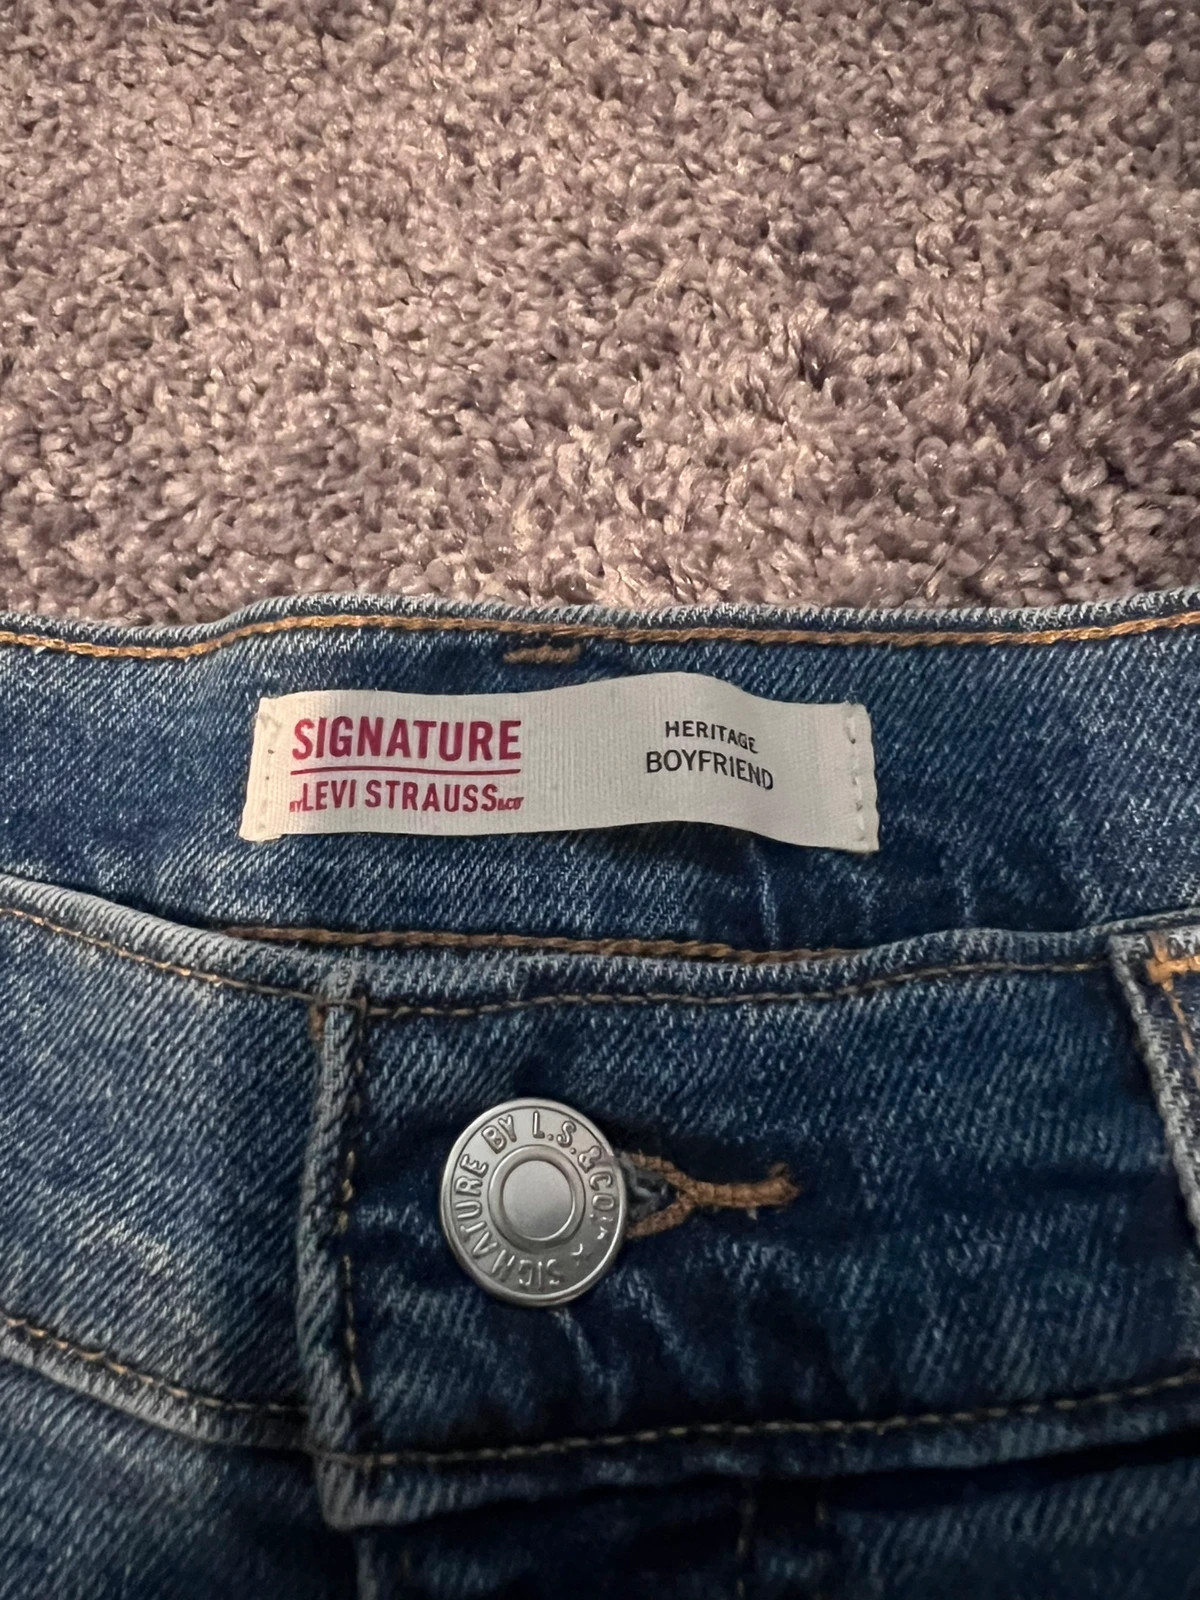 SIGNATURE
BY LEVI STRAUSS & CO
HERITAGE
BOYFRIEND
SIGNATURE BY L.S.& CO.